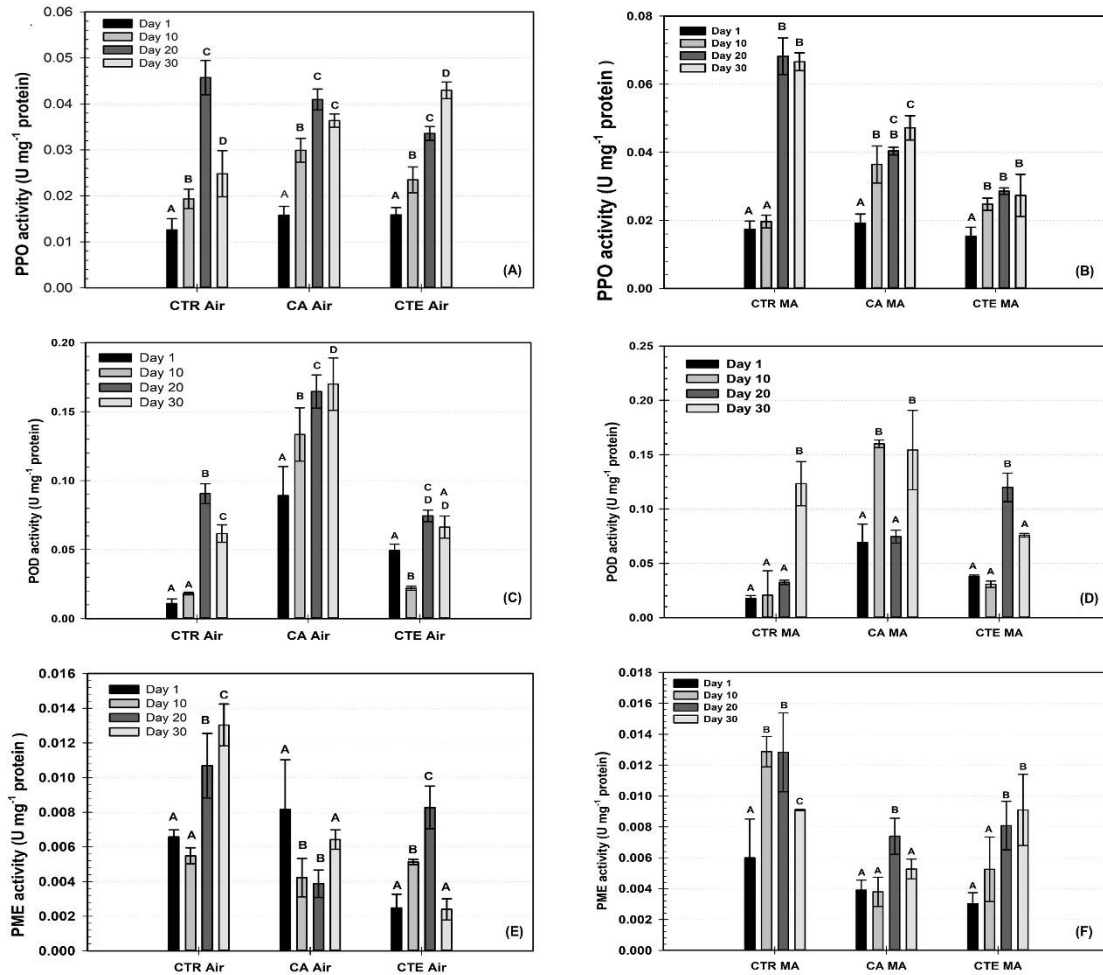 Day 1
Day 10
Day 20
Day 30
0.06
0.05
0.04
0.03
0.02
0.01
0.00
PPO activity (U mg⁻¹ protein)
A B C D
A B C C
A B C D
CTR Air CA Air CTE Air
(A)
Day 1
Day 10
Day 20
Day 30
0.08
0.06
0.04
0.02
0.00
PPO activity (U mg⁻¹ protein)
A A B B
A B C B C
A B B B
CTR MA CA MA CTE MA
(B)
Day 1
Day 10
Day 20
Day 30
0.20
0.15
0.10
0.05
0.00
POD activity (U mg⁻¹ protein)
A A B C
A B C D
A B C D A D
CTR Air CA Air CTE Air
(C)
Day 1
Day 10
Day 20
Day 30
0.25
0.20
0.15
0.10
0.05
0.00
POD activity (U mg⁻¹ protein)
A A A B
A B A B
A A B A
CTR MA CA MA CTE MA
(D)
Day 1
Day 10
Day 20
Day 30
0.016
0.014
0.012
0.010
0.008
0.006
0.004
0.002
0.000
PME activity (U mg⁻¹ protein)
A A B C
A B B A
A B C A
CTR Air CA Air CTE Air
(E)
Day 1
Day 10
Day 20
Day 30
0.018
0.016
0.014
0.012
0.010
0.008
0.006
0.004
0.002
0.000
PME activity (U mg⁻¹ protein)
A B B C
A A B A
A A B B
CTR MA CA MA CTE MA
(F)